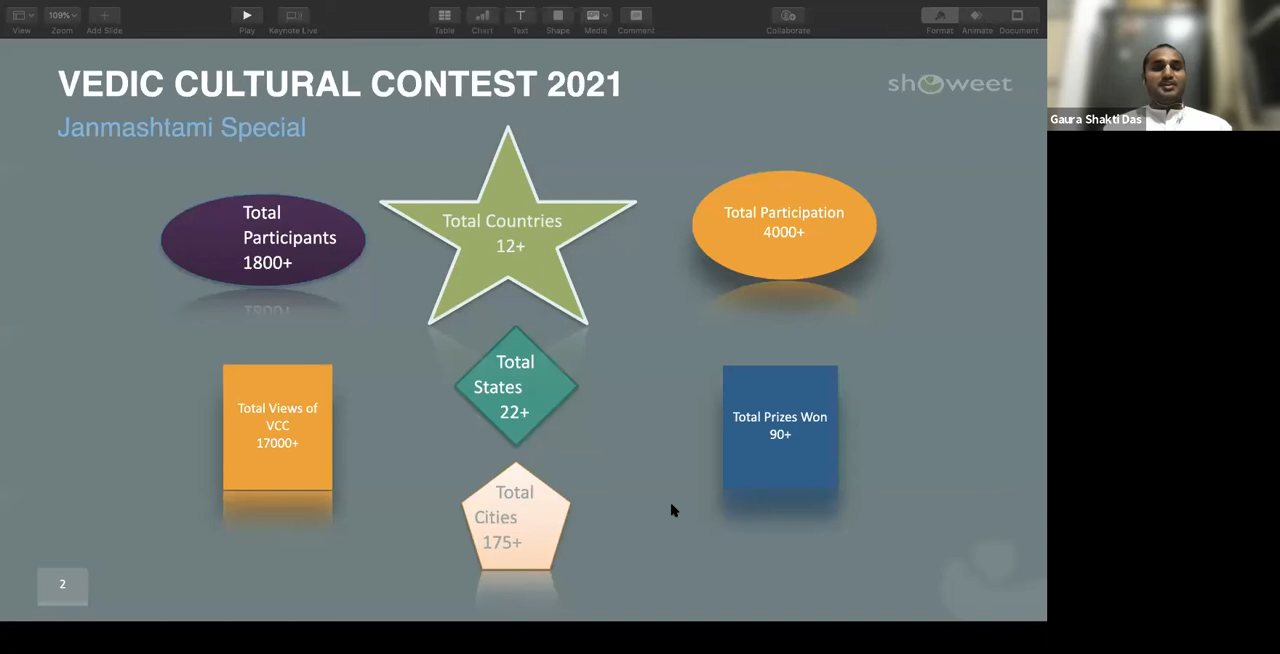 View
109%
Zoom
Add Slide
Play
Keynote Live
Table
Chart
Text
Shape
Media
Comment
Collaborate
Format
Animate
Document
VEDIC CULTURAL CONTEST 2021
showeet
Janmashtami Special
Gaura Shakti Das
Total
Participants
1800+
Total Countries
12+
Total Participation
4000+
Total
States
22+
Total Views of
VCC
17000+
Total Prizes Won
90+
Total
Cities
175+
2